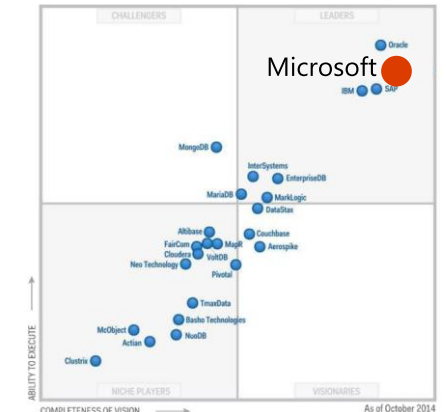 CHALLENGERS
LEADERS
Oracle
Microsoft
IBM
SAP
MongoDB
InterSystems
EnterpriseDB
MariaDB
MarkLogic
DataStax
Altibase
Couchbase
FairCom
MapR
Aerospike
Cloudera
VoltDB
Neo Technology
Pivotal
TmaxData
Basho Technologies
McObject
NuoDB
Actian
Clustrix
ABILITY TO EXECUTE
NICHE PLAYERS
VISIONARIES
COMPLETENESS OF VISION
As of October 2014